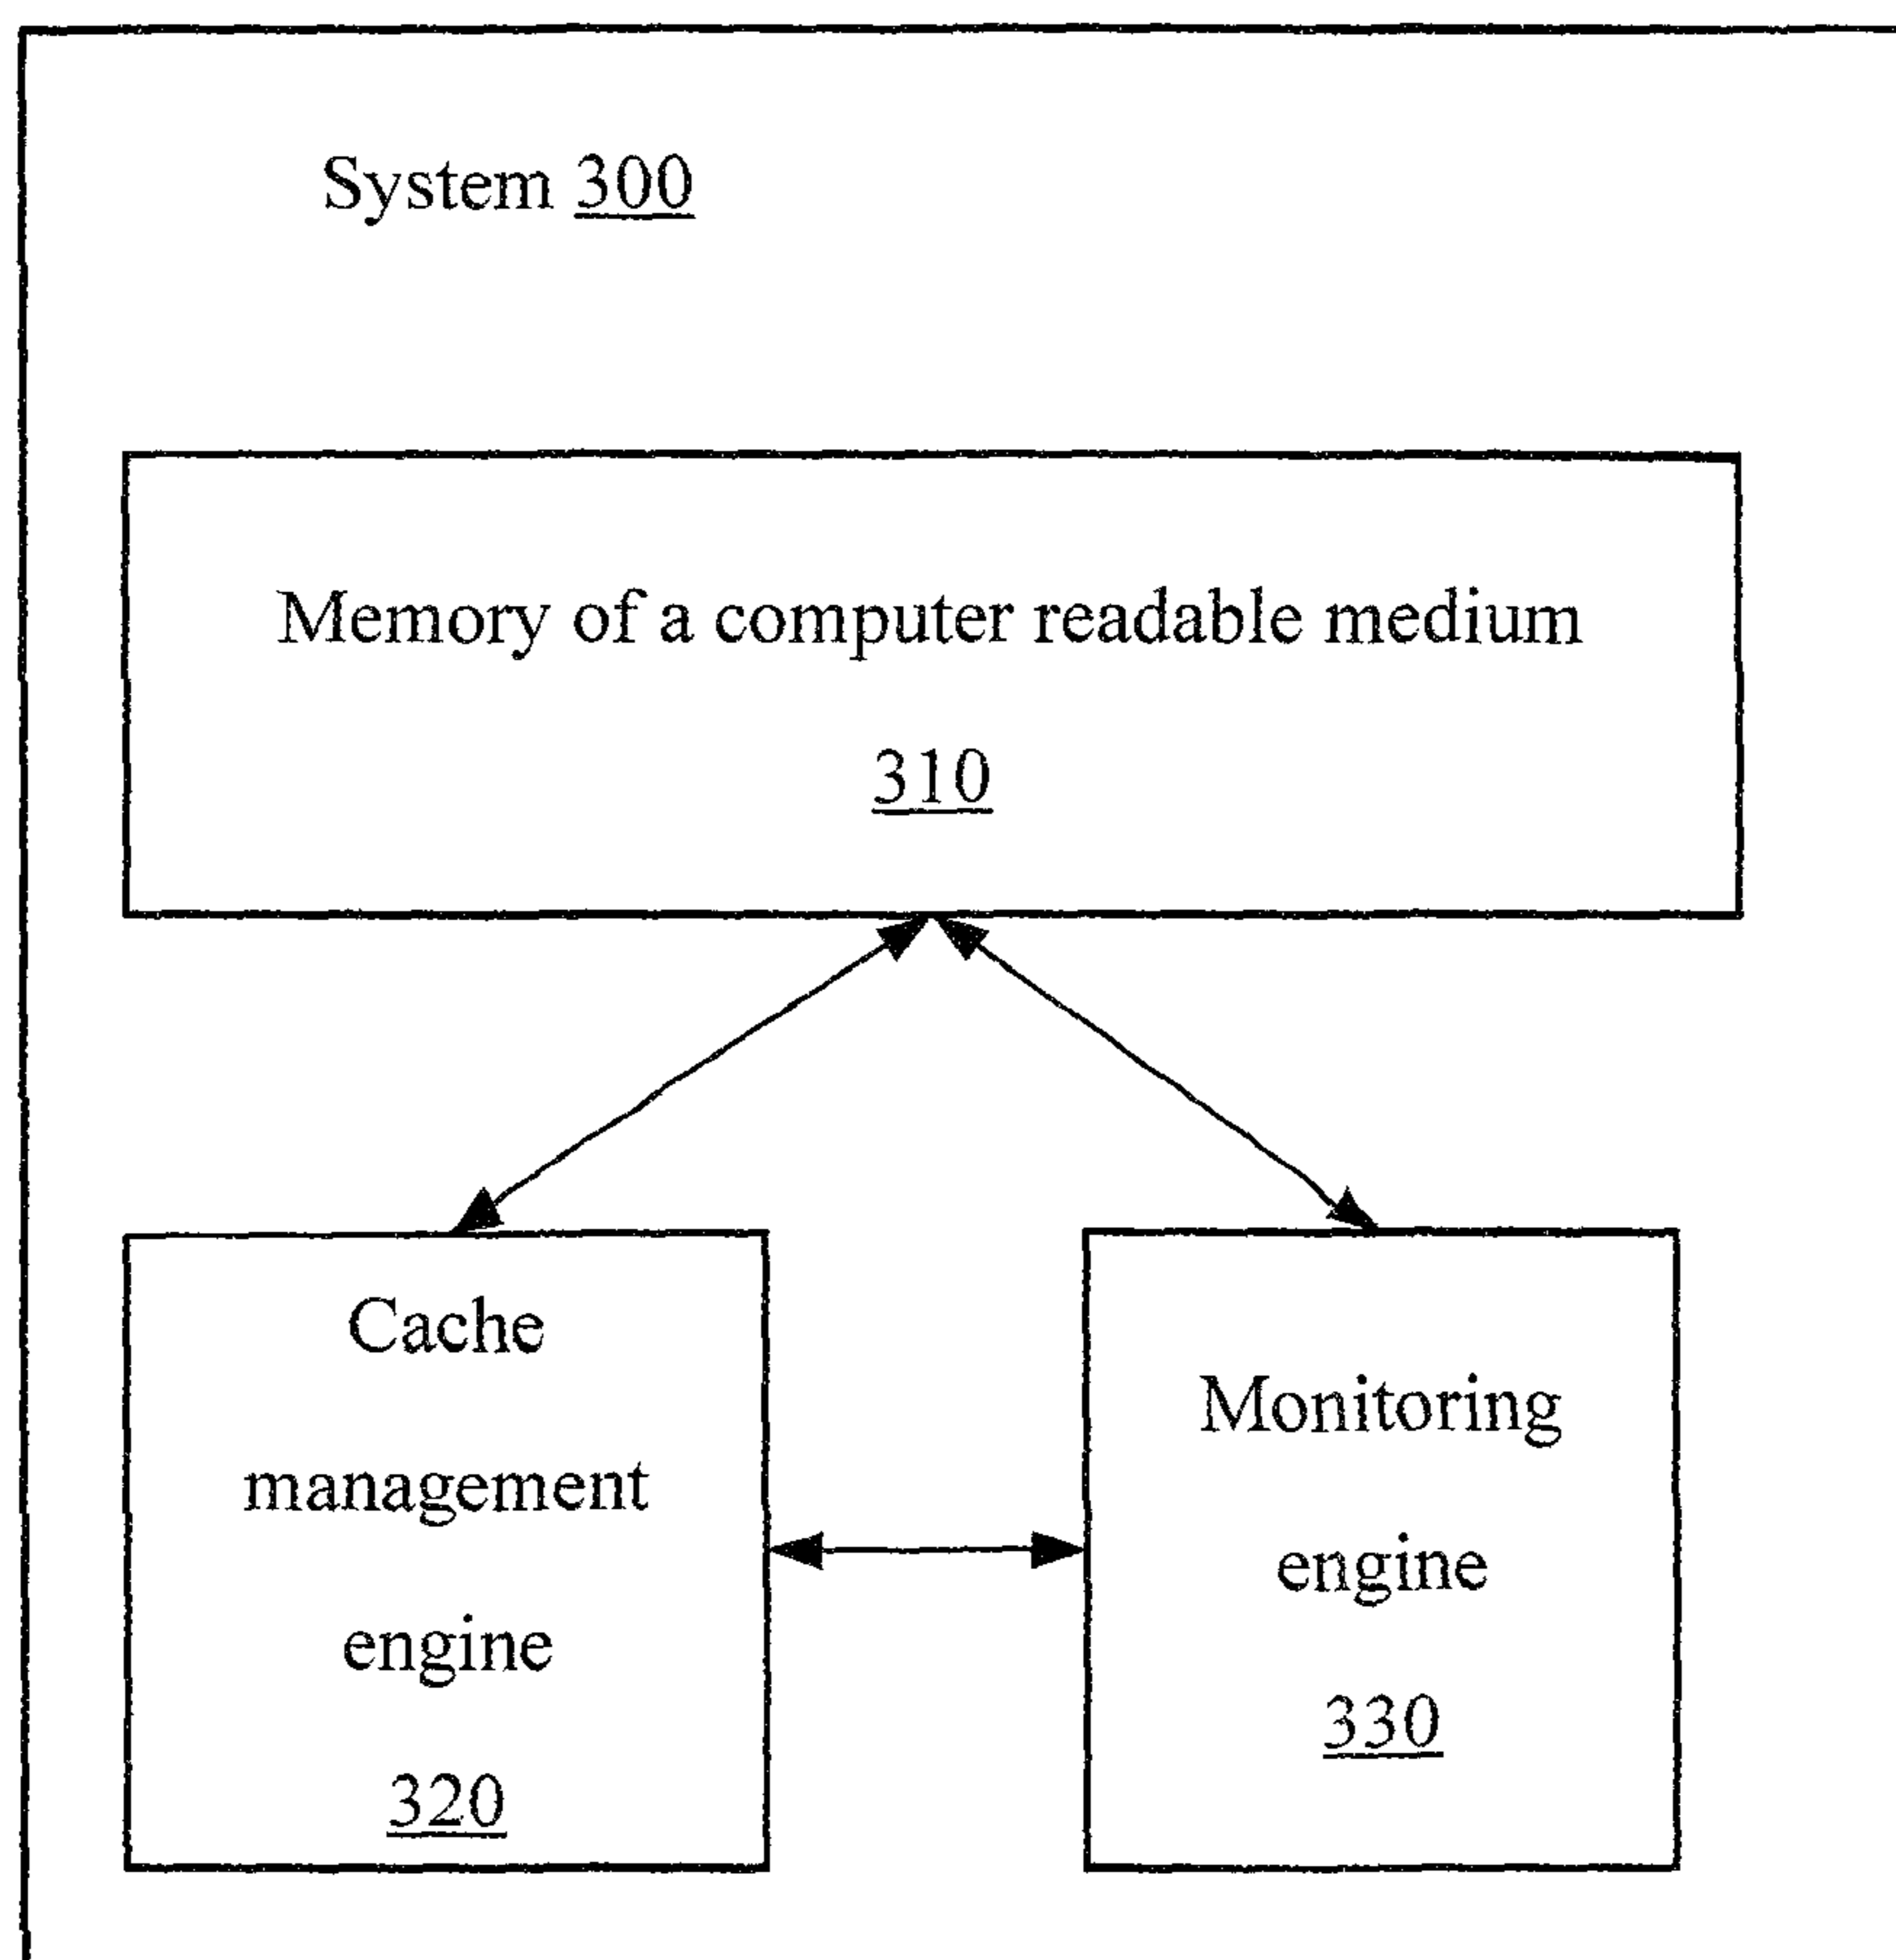 System 300
Memory of a computer readable medium
310
Cache
management
engine
320
Monitoring
engine
330